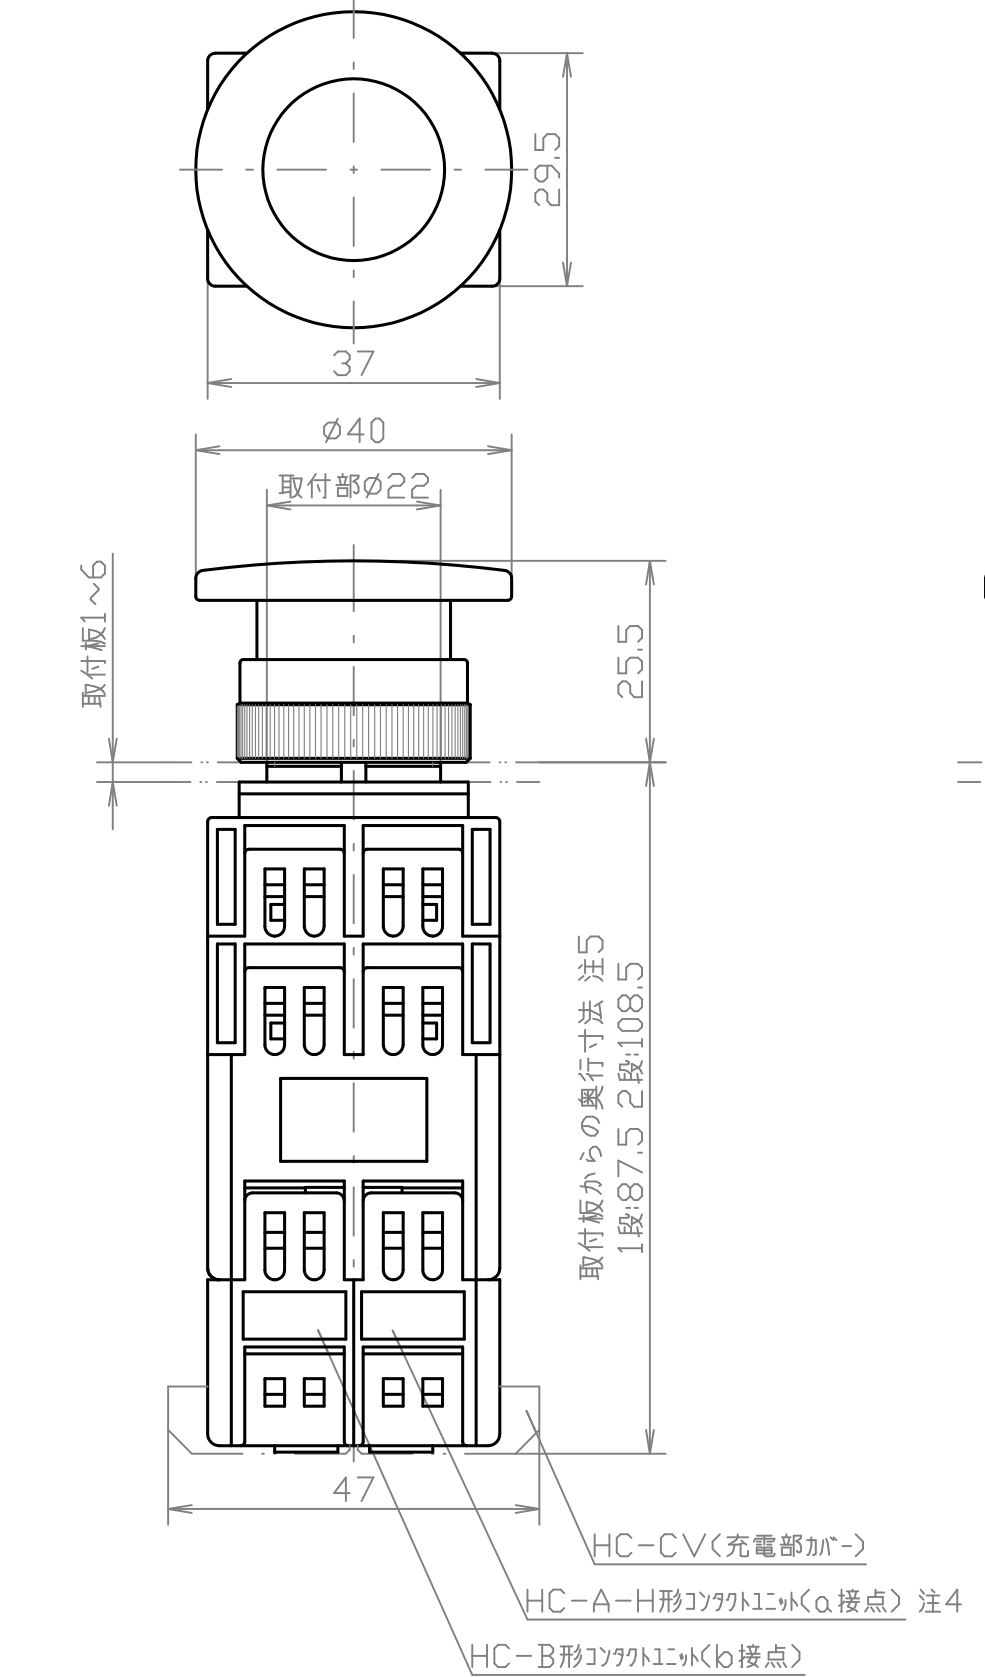 29.5
37
ø40
取付部ø22
取付板1～6
25.5
取付板からの奥行寸法 注5
1段:87.5 2段:108.5
47
HC-CV(充電部ｶﾊﾞｰ)
HC-A-H形ｺﾝﾀｸﾄﾕﾆｯﾄ(a接点) 注4
HC-B形ｺﾝﾀｸﾄﾕﾆｯﾄ(b接点)